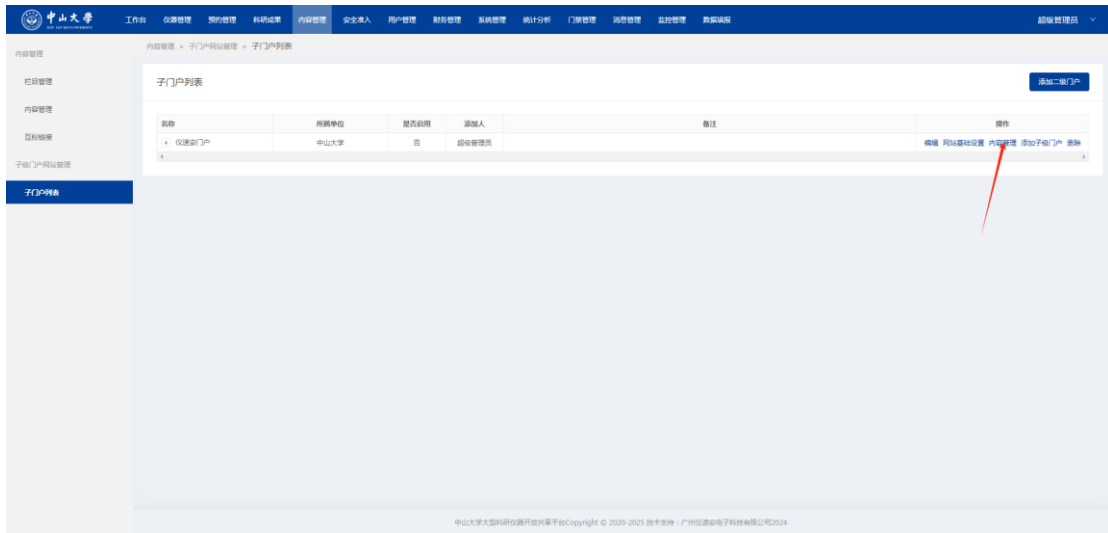 中山大學 工作台 仪器管理 预约管理 科研成果 内容管理 安全准入 用户管理 财务管理 系统管理 统计分析 门禁管理 消息管理 监控管理 数据填报 超级管理员
内容管理
内容管理 » 子门户网站管理 » 子门户列表
栏目管理
子门户列表 添加二级门户
内容管理
名称 所属单位 是否启用 添加人 备注 操作
友情链接
+ 仪速安门户 中山大学 否 超级管理员 编辑 网站基础设置 内容管理 添加子级门户 删除
子级门户网站管理
子门户列表
中山大学大型科研仪器开放共享平台Copyright © 2020-2025 技术支持：广州仪速安电子科技有限公司2024